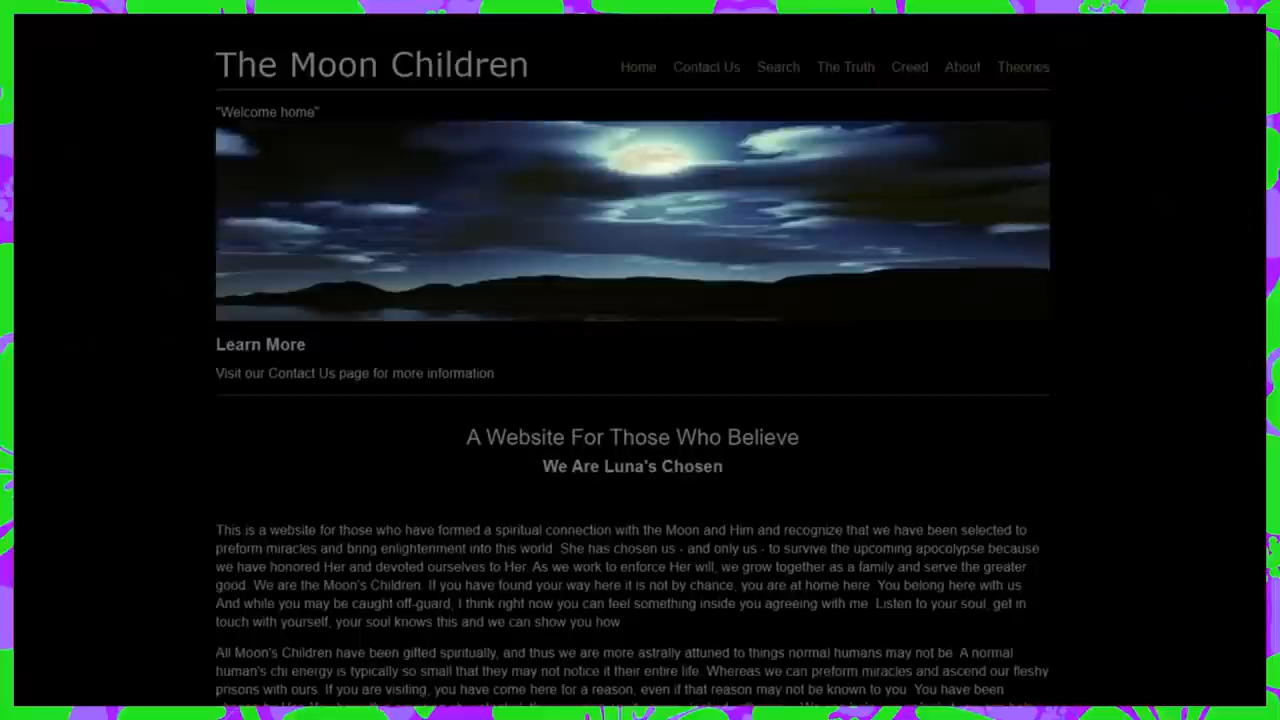 The Moon Children
Home Contact Us Search The Truth Creed About Theories
"Welcome home"
Learn More
Visit our Contact Us page for more information
A Website For Those Who Believe
We Are Luna's Chosen
This is a website for those who have formed a spiritual connection with the Moon and Him and recognize that we have been selected to
preform miracles and bring enlightenment into this world. She has chosen us - and only us - to survive the upcoming apocalypse because
we have honored Her and devoted ourselves to Her. As we work to enforce Her will, we grow together as a family and serve the greater
good. We are the Moon's Children. If you have found your way here it is not by chance, you are at home here. You belong here with us.
And while you may be caught off-guard, I think right now you can feel something inside you agreeing with me. Listen to your soul, get in
touch with yourself, your soul knows this and we can show you how
All Moon's Children have been gifted spiritually, and thus we are more astrally attuned to things normal humans may not be. A normal
human's chi energy is typically so small that they may not notice it their entire life. Whereas we can preform miracles and ascend our fleshy
prisons with ours. If you are visiting, you have come here for a reason, even if that reason may not be known to you. You have been